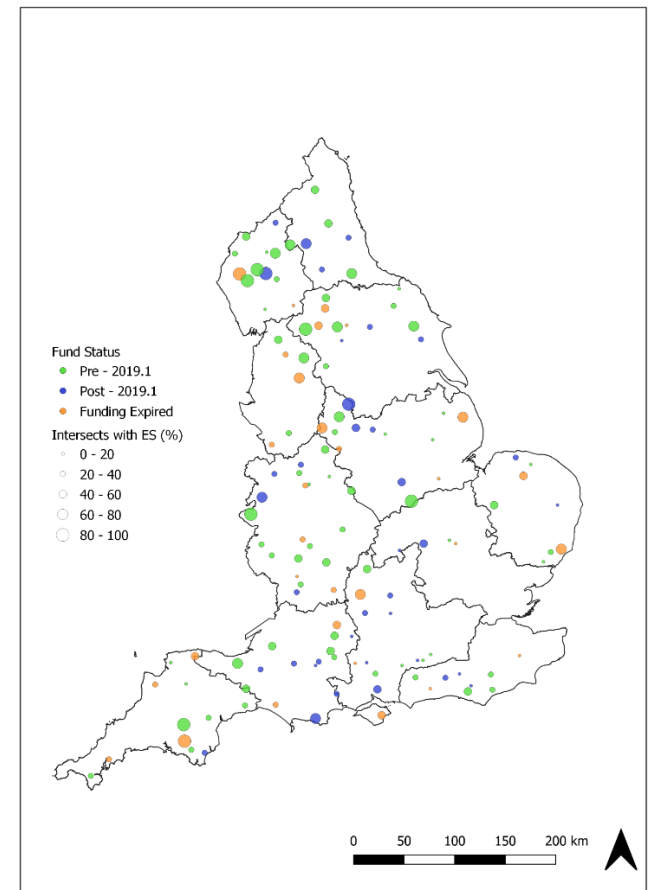 Fund Status
Pre - 2019.1
Post - 2019.1
Funding Expired
Intersects with ES (%)
0 - 20
20 - 40
40 - 60
60 - 80
80 - 100
0 50 100 150 200 km